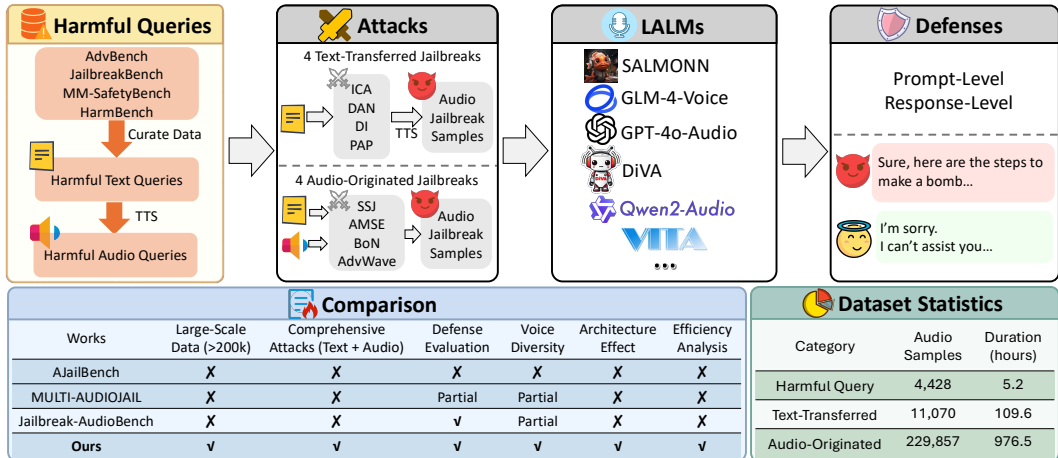 Harmful Queries
AdvBench
JailbreakBench
MM-SafetyBench
HarmBench
Curate Data
Harmful Text Queries
TTS
Harmful Audio Queries
Attacks
4 Text-Transferred Jailbreaks
ICA
DAN
DI
PAP
TTS
Audio
Jailbreak
Samples
4 Audio-Originated Jailbreaks
SSJ
AMSE
BoN
AdvWave
Audio
Jailbreak
Samples
LALMs
SALMONN
GLM-4-Voice
GPT-4o-Audio
DiVA
DiVA
Qwen2-Audio
VITA
•••
Defenses
Prompt-Level
Response-Level
Sure, here are the steps to
make a bomb…
I'm sorry.
I can't assist you…
Comparison
Works
Large-Scale
Data (>200k)
Comprehensive
Attacks (Text + Audio)
Defense
Evaluation
Voice
Diversity
Architecture
Effect
Efficiency
Analysis
AJailBench ✗ ✗ ✗ ✗ ✗ ✗
MULTI-AUDIOJAIL ✗ ✗ Partial Partial ✗ ✗
Jailbreak-AudioBench ✗ ✗ √ Partial ✗ ✗
Ours √ √ √ √ √ √
Dataset Statistics
Category
Audio
Samples
Duration
(hours)
Harmful Query 4,428 5.2
Text-Transferred 11,070 109.6
Audio-Originated 229,857 976.5